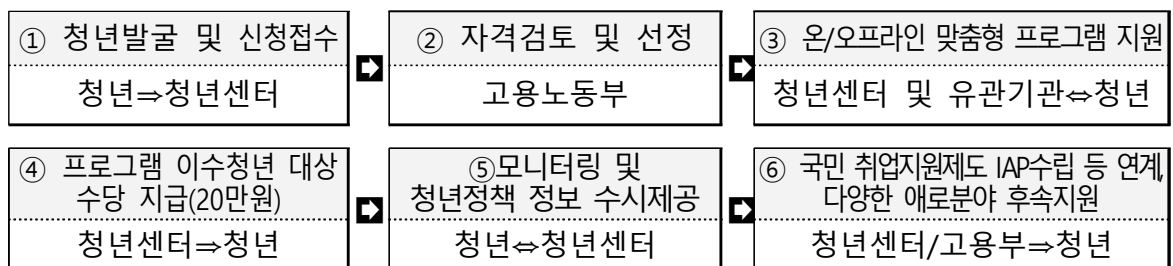 ① 청년발굴 및 신청접수
청년⇒청년센터
② 자격검토 및 선정
고용노동부
③ 온/오프라인 맞춤형 프로그램 지원
청년센터 및 유관기관⇔청년
④ 프로그램 이수청년 대상
수당 지급(20만원)
청년센터⇒청년
⑤모니터링 및
청년정책 정보 수시제공
청년⇔청년센터
⑥ 국민 취업지원제도 IAP수립 등 연계,
다양한 애로분야 후속지원
청년센터/고용부⇒청년